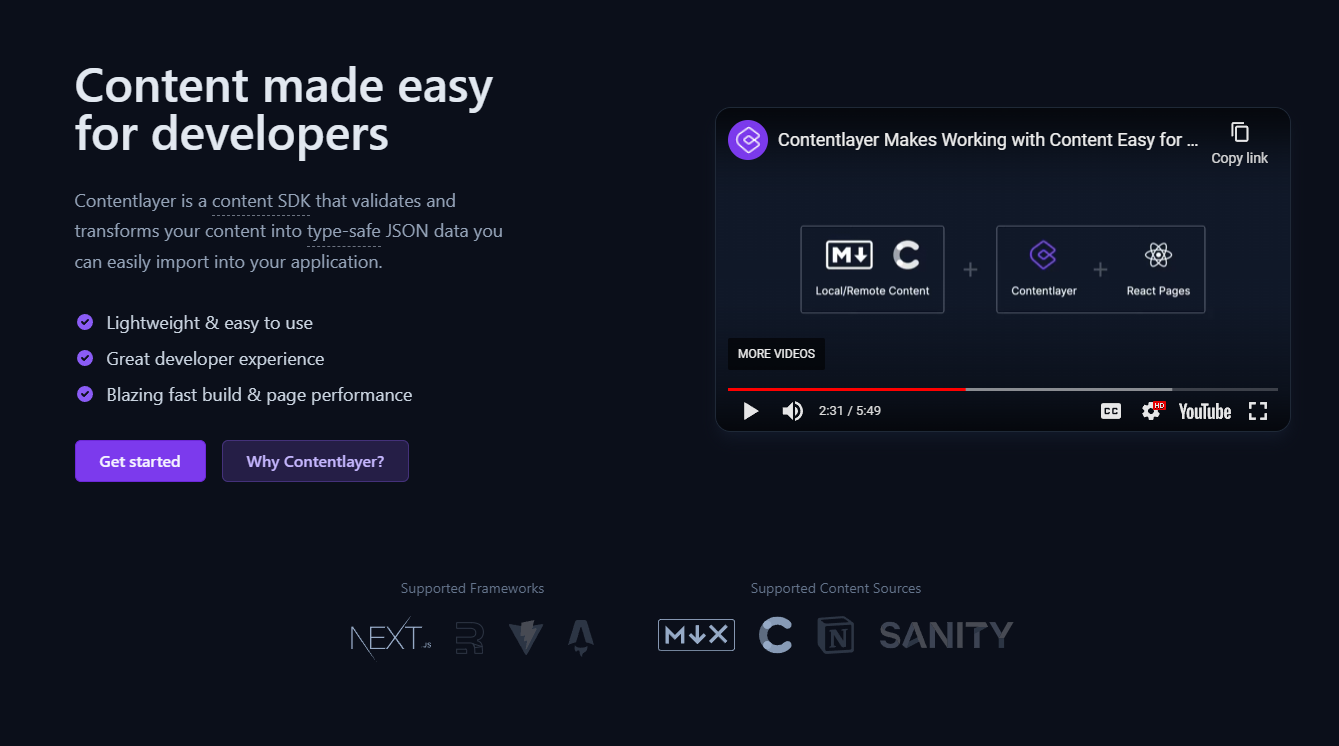 Content made easy
for developers
Contentlayer is a content SDK that validates and
transforms your content into type-safe JSON data you
can easily import into your application.
Lightweight & easy to use
Great developer experience
Blazing fast build & page performance
Get started
Why Contentlayer?
Contentlayer Makes Working with Content Easy for ...
Copy link
M
Local/Remote Content
+
Contentlayer
+
React Pages
MORE VIDEOS
2:31 / 5:49
CC
HD
YouTube
Supported Frameworks
NEXT.JS
R
Supported Content Sources
M↓X
C
N
SANITY